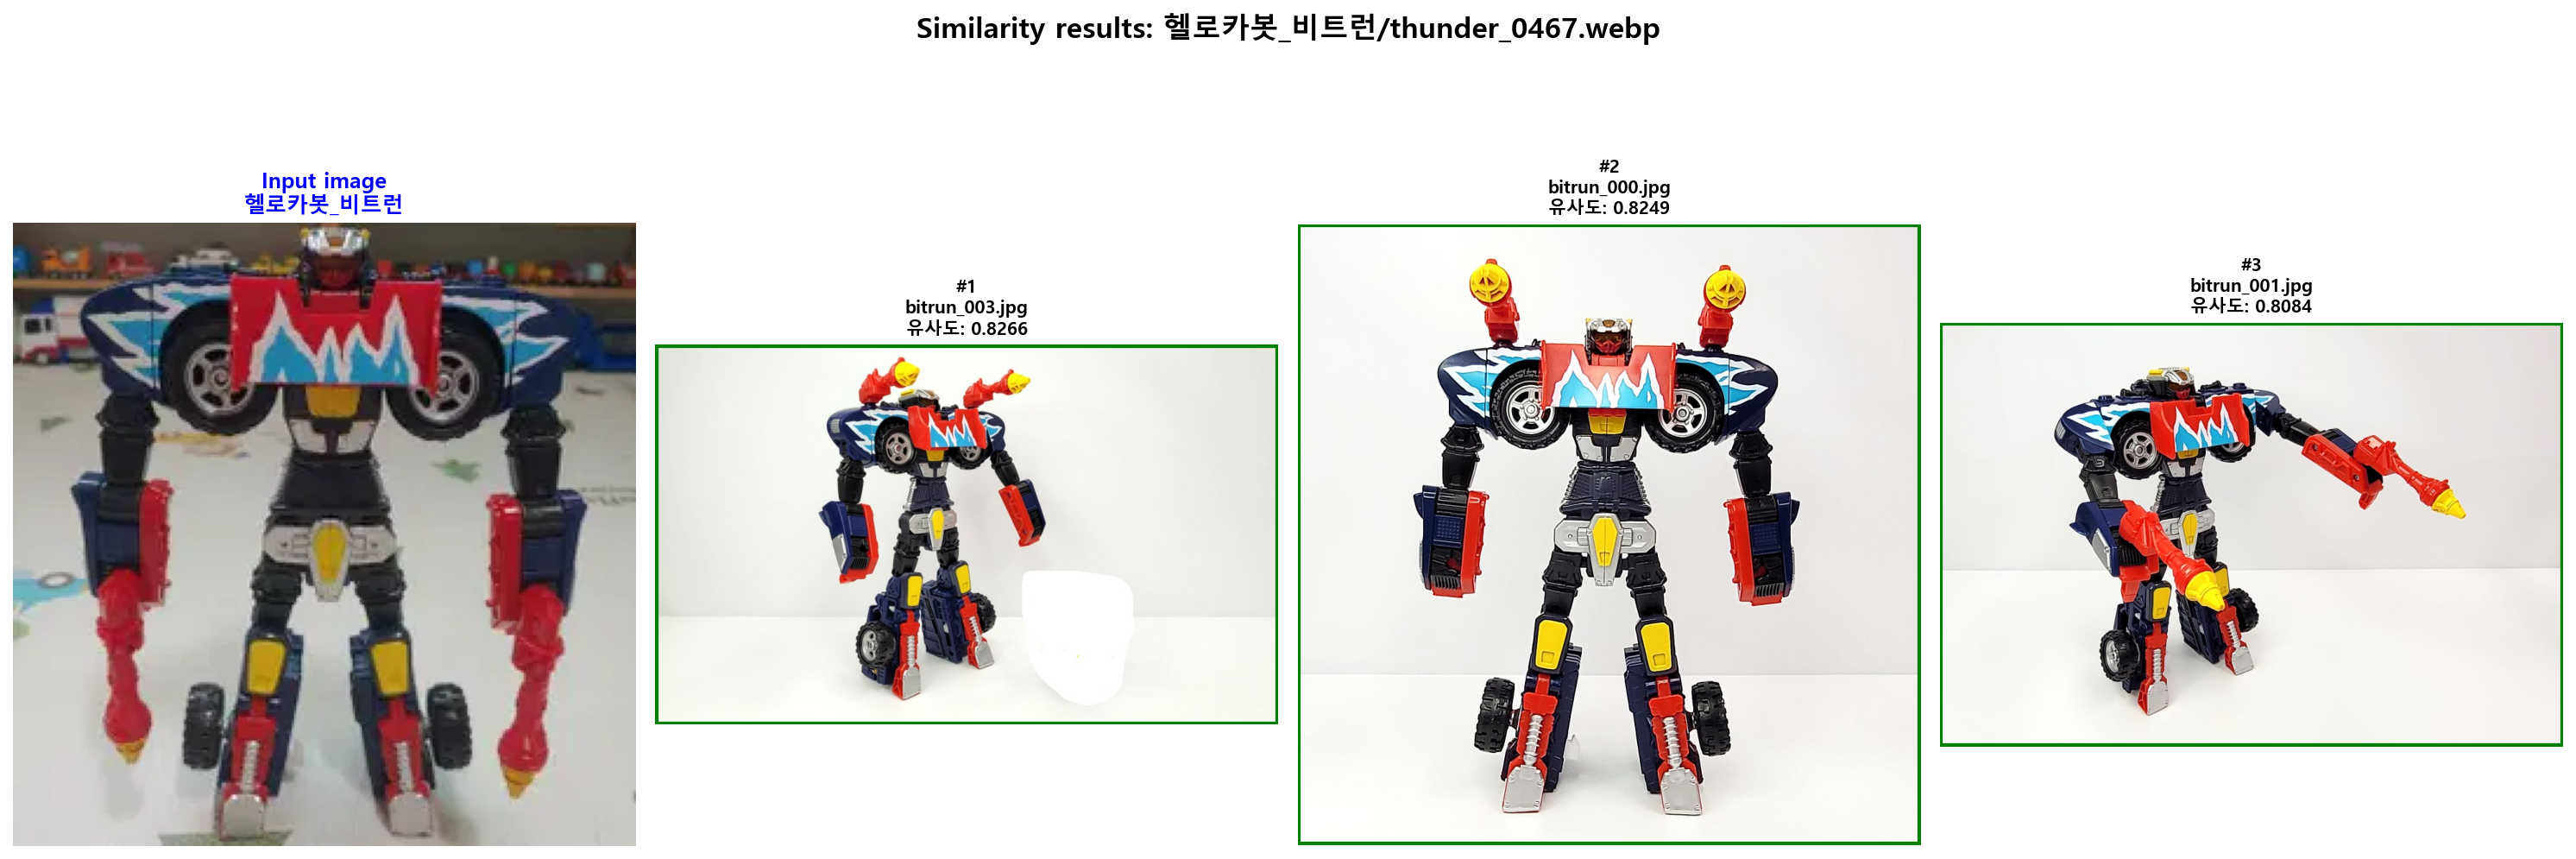 Similarity results: 헬로카봇_비트런/thunder_0467.webp
Input image
헬로카봇_비트런
#1
bitrun_003.jpg
유사도: 0.8266
#2
bitrun_000.jpg
유사도: 0.8249
#3
bitrun_001.jpg
유사도: 0.8084